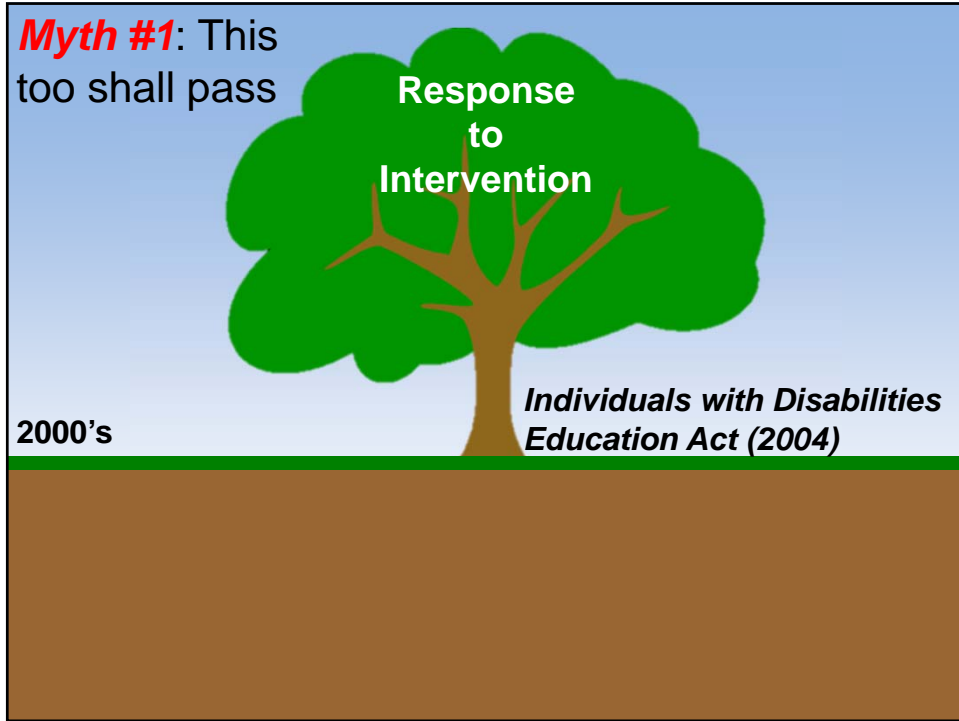 Myth #1: This
too shall pass
Response
to
Intervention
Individuals with Disabilities
2000’s
Education Act (2004)